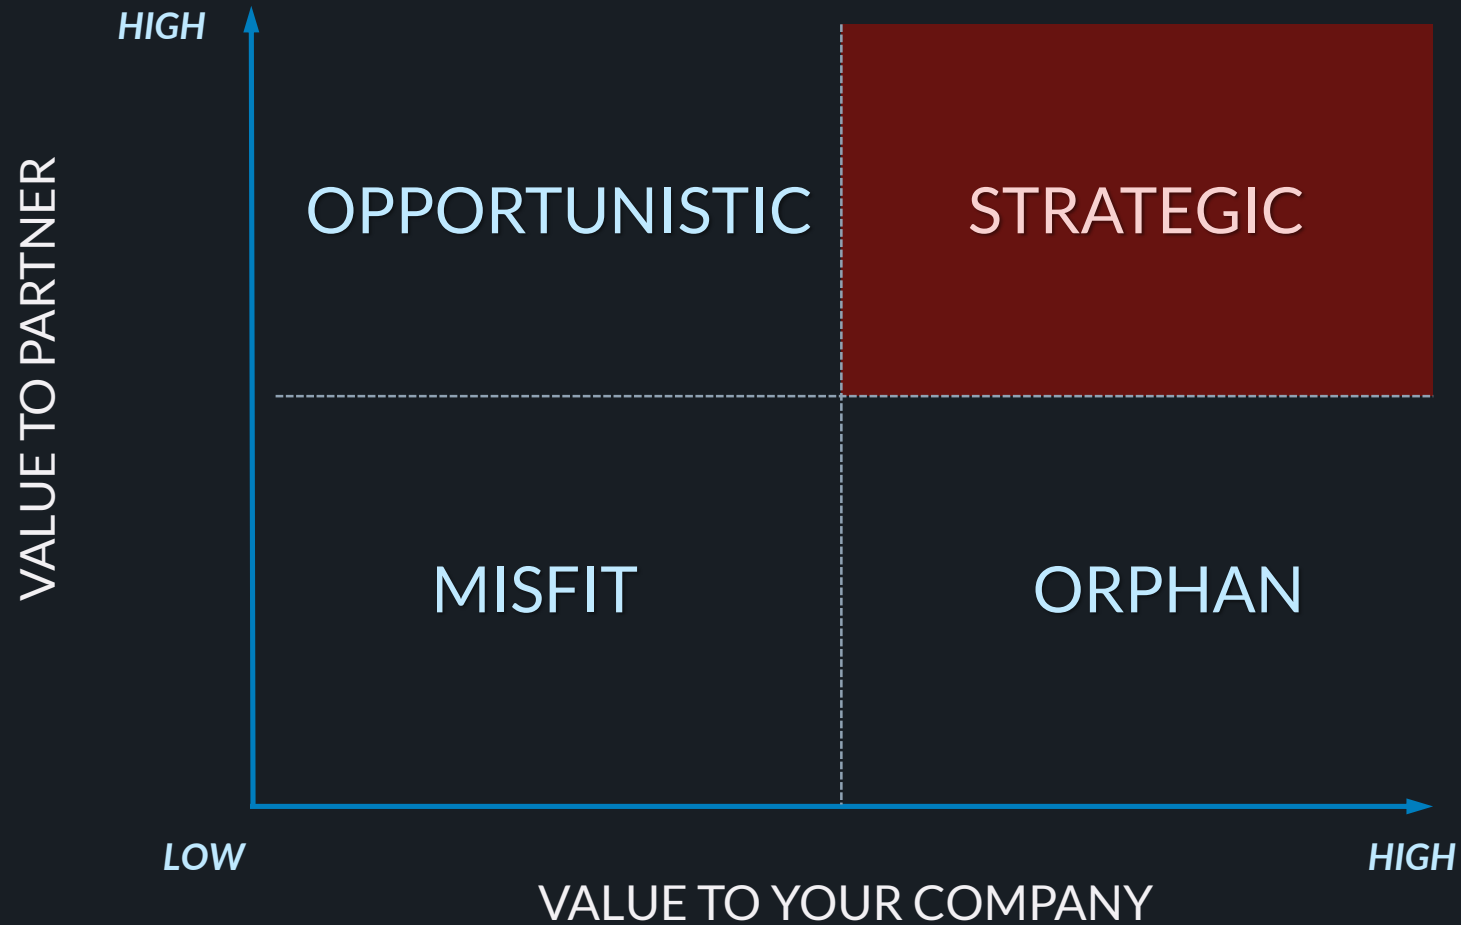 HIGH
VALUE TO PARTNER
OPPORTUNISTIC
STRATEGIC
MISFIT
ORPHAN
LOW
HIGH
VALUE TO YOUR COMPANY